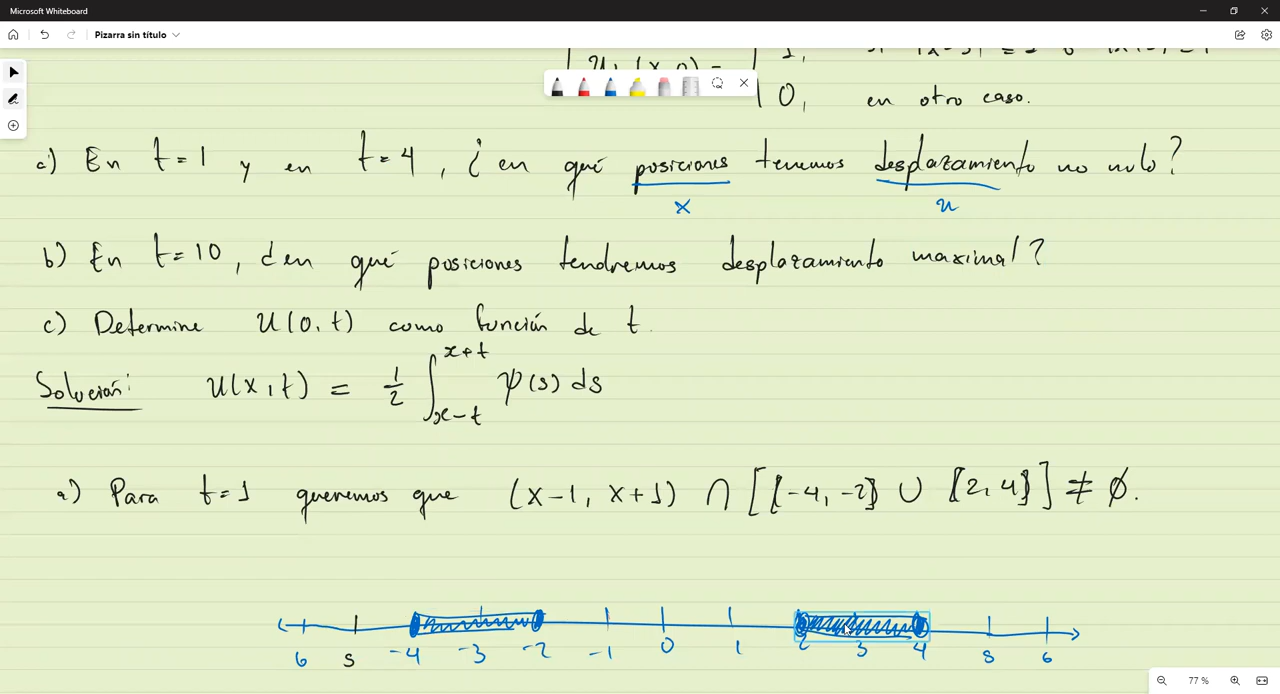 Microsoft Whiteboard
Pizarra sin título
0, en otro caso.
a) En t=1 y en t=4, ¿en qué posiciones tenemos desplazamiento no nulo?
x u
b) En t=10, ¿en qué posiciones tendremos desplazamiento maximal?
c) Determine u(0,t) como función de t.
Solución: u(x,t) = 1/2 ∫_{x-t}^{x+t} ψ(s) ds
a) Para t=1 queremos que (x-1, x+1) ∩ [[-4,-2] ∪ [2,4]] ≠ ∅.
6 5 -4 -3 -2 -1 0 1 2 3 4 5 6
77 %